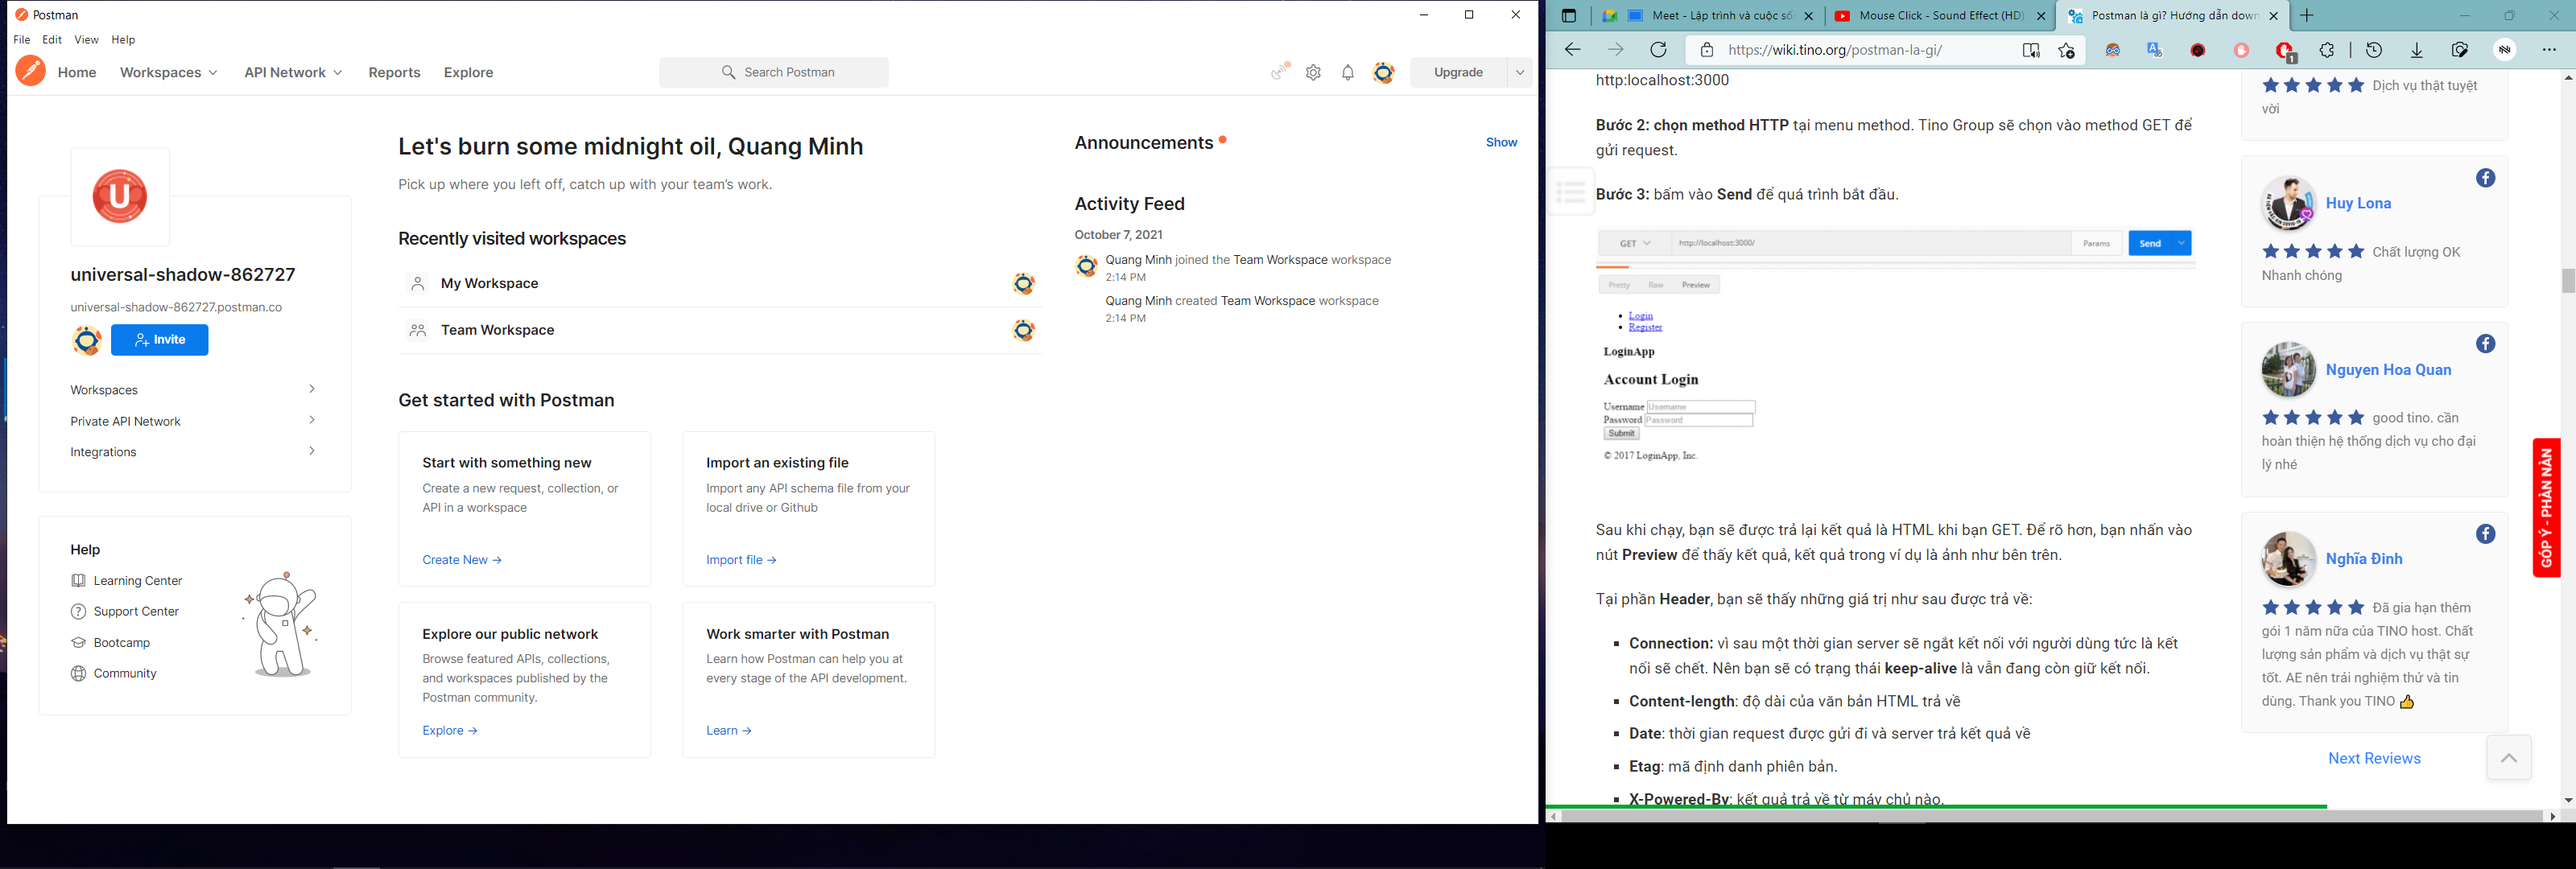 Postman
File Edit View Help
Home Workspaces API Network Reports Explore
Search Postman
Upgrade
U
universal-shadow-862727
universal-shadow-862727.postman.co
Invite
Workspaces
Private API Network
Integrations
Help
Learning Center
Support Center
Bootcamp
Community
Let's burn some midnight oil, Quang Minh
Pick up where you left off, catch up with your team’s work.
Recently visited workspaces
My Workspace
Team Workspace
Get started with Postman
Start with something new
Create a new request, collection, or
API in a workspace
Create New →
Import an existing file
Import any API schema file from your
local drive or Github
Import file →
Explore our public network
Browse featured APIs, collections,
and workspaces published by the
Postman community.
Explore →
Work smarter with Postman
Learn how Postman can help you at
every stage of the API development.
Learn →
Announcements
Show
Activity Feed
October 7, 2021
Quang Minh joined the Team Workspace workspace
2:14 PM
Quang Minh created Team Workspace workspace
2:14 PM
Meet - Lập trình và cuộc số
Mouse Click - Sound Effect (HD)
Postman là gì? Hướng dẫn down
https://wiki.tino.org/postman-la-gi/
1
http:localhost:3000
Bước 2: chọn method HTTP tại menu method. Tino Group sẽ chọn vào method GET để
gửi request.
Bước 3: bấm vào Send để quá trình bắt đầu.
GET http://localhost:3000/ Params Send
Pretty Raw Preview
Login
Register
LoginApp
Account Login
Username Username
Password Password
Submit
© 2017 LoginApp, Inc.
Sau khi chạy, bạn sẽ được trả lại kết quả là HTML khi bạn GET. Để rõ hơn, bạn nhấn vào
nút Preview để thấy kết quả, kết quả trong ví dụ là ảnh như bên trên.
Tại phần Header, bạn sẽ thấy những giá trị như sau được trả về:
Connection: vì sau một thời gian server sẽ ngắt kết nối với người dùng tức là kết
nối sẽ chết. Nên bạn sẽ có trạng thái keep-alive là vẫn đang còn giữ kết nối.
Content-length: độ dài của văn bản HTML trả về
Date: thời gian request được gửi đi và server trả kết quả về
Etag: mã định danh phiên bản.
X-Powered-By: kết quả trả về từ máy chủ nào.
Dịch vụ thật tuyệt
vời
Huy Lona
Chất lượng OK
Nhanh chóng
Nguyen Hoa Quan
good tino. cần
hoàn thiện hệ thống dịch vụ cho đại
lý nhé
Nghĩa Đinh
Đã gia hạn thêm
gói 1 năm nữa của TINO host. Chất
lượng sản phẩm và dịch vụ thật sự
tốt. AE nên trải nghiệm thử và tin
dùng. Thank you TINO 👍
Next Reviews
GÓP Ý - PHÀN NÀN